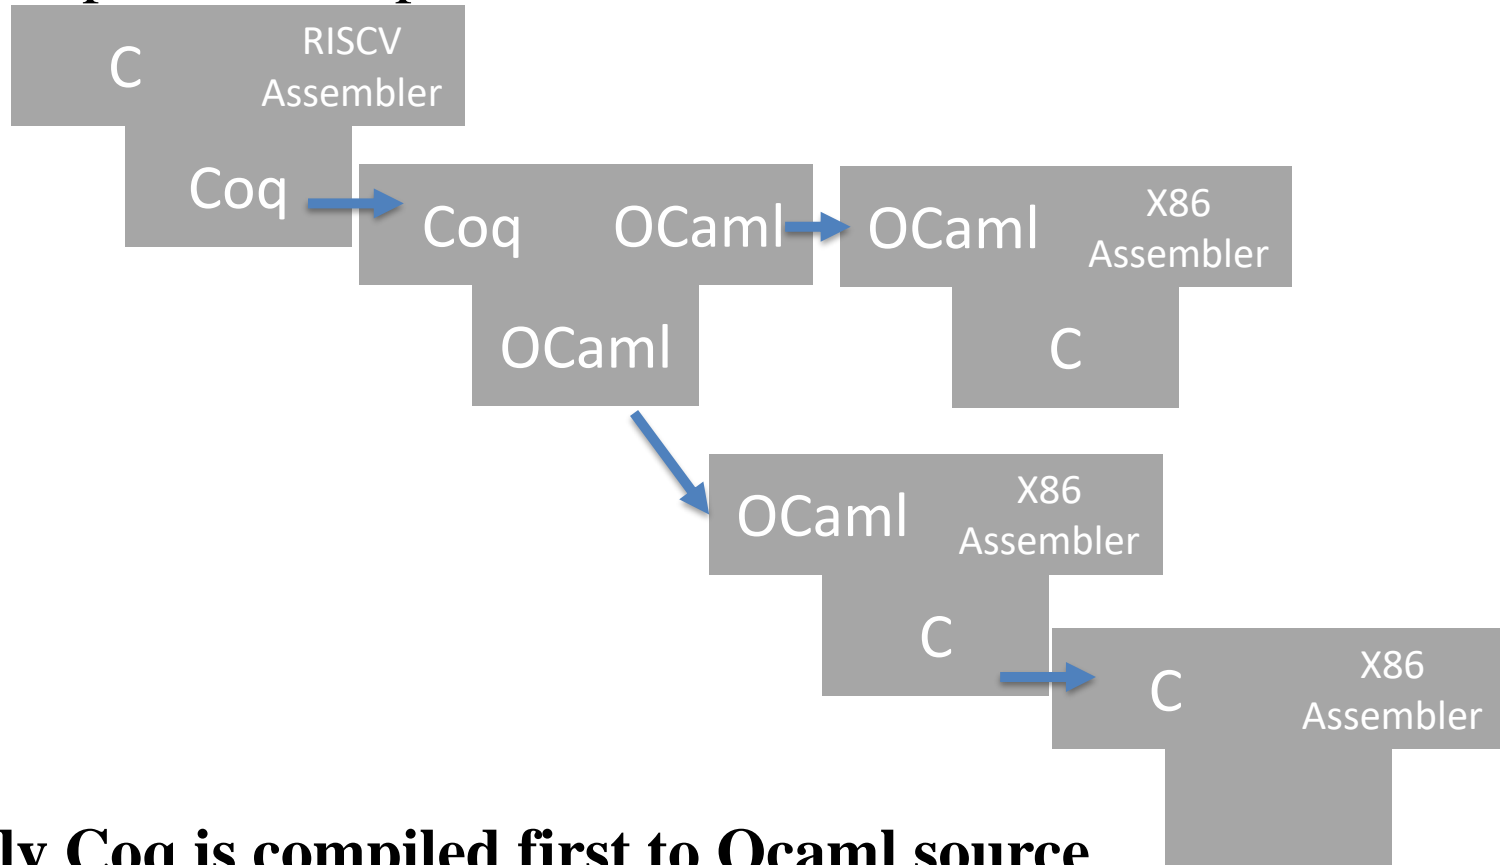 C
RISCV
Assembler
Coq
Coq OCaml
OCaml
OCaml
X86
Assembler
C
OCaml
X86
Assembler
C
C
X86
Assembler
Coq is compiled first to Ocaml source